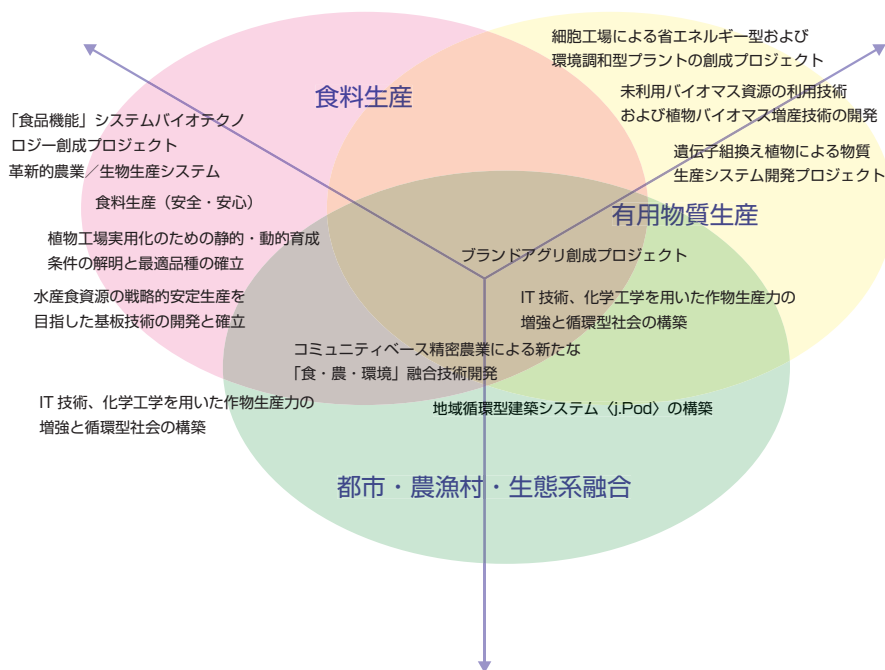 細胞工場による省エネルギー型および
環境調和型プラントの創成プロジェクト
食料生産
未利用バイオマス資源の利用技術
および植物バイオマス増産技術の開発
「食品機能」システムバイオテクノ
ロジー創成プロジェクト
革新的農業／生物生産システム
遺伝子組換え植物による物質
生産システム開発プロジェクト
食料生産（安全・安心）
有用物質生産
植物工場実用化のための静的・動的育成
条件の解明と最適品種の確立
ブランドアグリ創成プロジェクト
水産食資源の戦略的安定生産を
目指した基板技術の開発と確立
IT 技術、化学工学を用いた作物生産力の
増強と循環型社会の構築
コミュニティベース精密農業による新たな
「食・農・環境」融合技術開発
IT 技術、化学工学を用いた作物生産力の
増強と循環型社会の構築
地域循環型建築システム〈j.Pod〉の構築
都市・農漁村・生態系融合